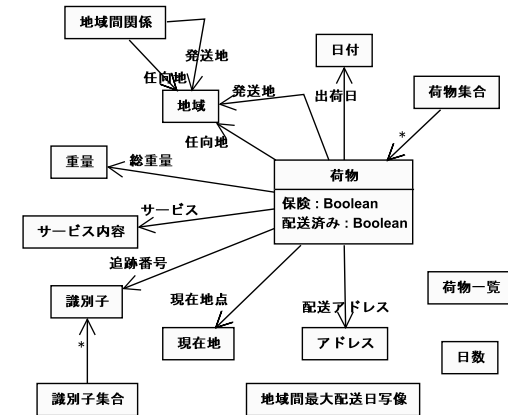 地域間関係
日付
発送地
任向地
発送地
荷物集合
地域
出荷日
任向地
*
重量
総重量
荷物
保険 : Boolean
配送済み : Boolean
サービス
サービス内容
追跡番号
識別子
現在地点
配送アドレス
荷物一覧
*
現在地
アドレス
日数
識別子集合
地域間最大配送日写像